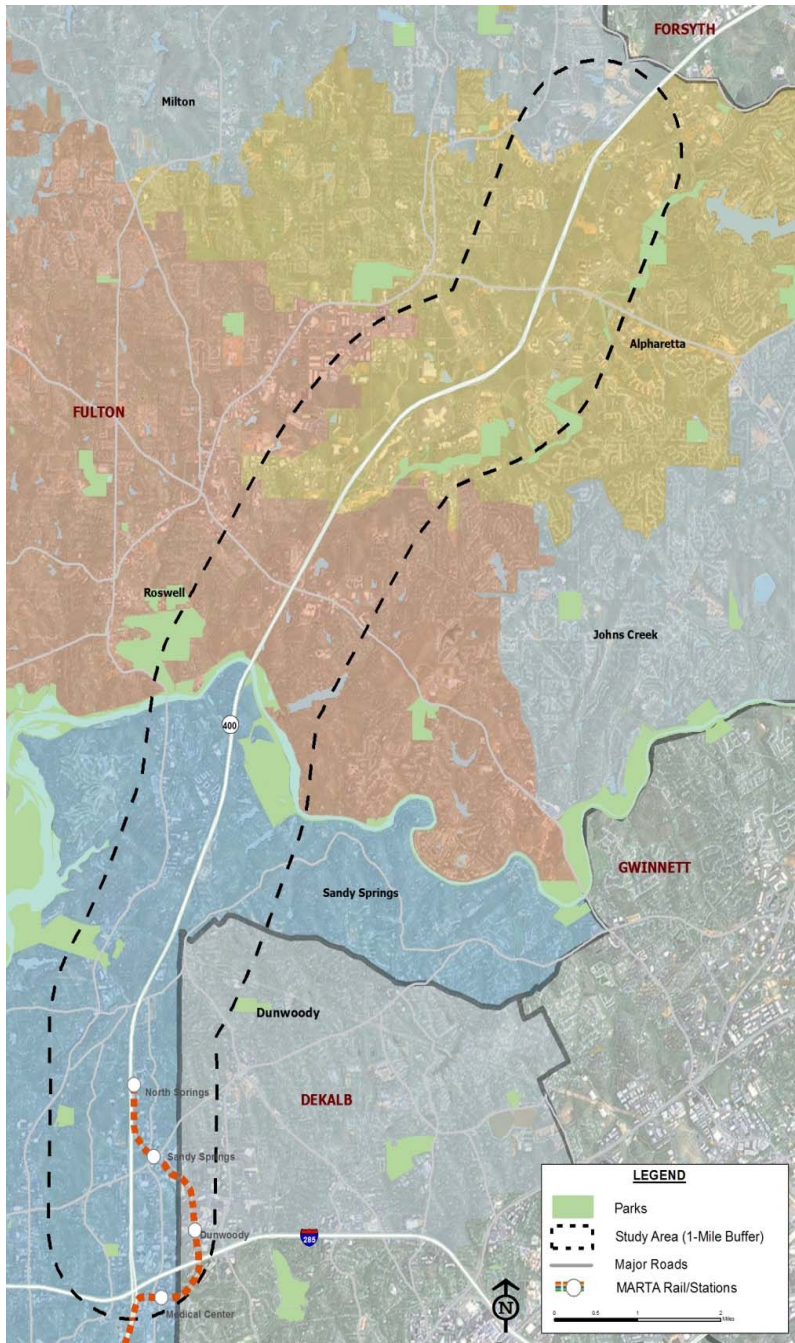 FORSYTH
Milton
Alpharetta
FULTON
Roswell
Johns Creek
400
GWINNETT
Sandy Springs
Dunwoody
North Springs
DEKALB
Sandy Springs
Dunwoody
285
Medical Center
LEGEND
Parks
Study Area (1-Mile Buffer)
Major Roads
MARTA Rail/Stations
N
0 0.5 1 2
Miles